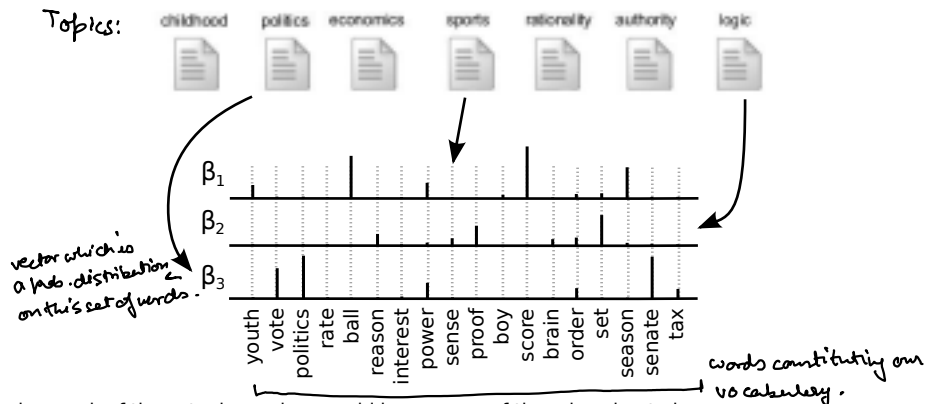 Topics:
childhood politics economics sports rationality authority logic
β1
β2
β3
vector which is
a prob. distribution
on this set of words.
youth vote politics rate ball reason interest power sense proof boy score brain order set season senate tax
words constituting our
vocabulary.